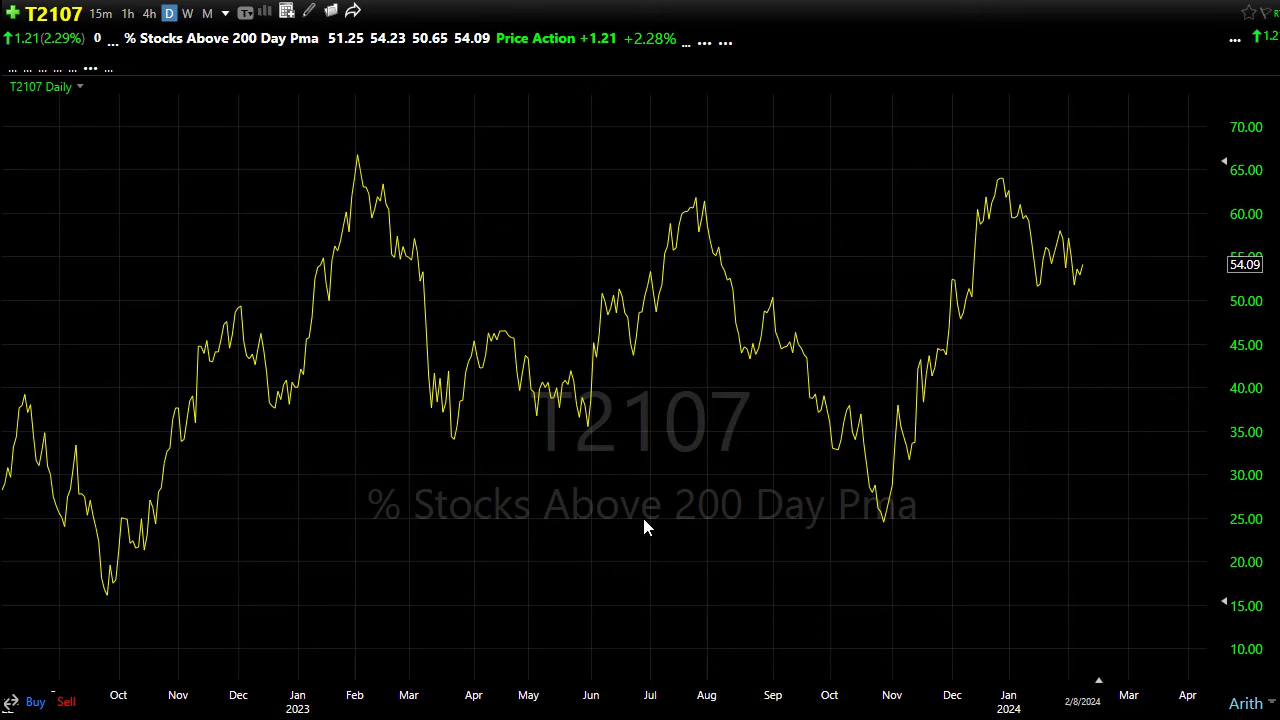 T2107 15m 1h 4h D W M
1.21(2.29%) 0 ... % Stocks Above 200 Day Pma 51.25 54.23 50.65 54.09 Price Action +1.21 +2.28% ... ... ... ... 1.2
... ... ... ... ... ... ...
T2107 Daily
70.00
65.00
60.00
55.00
54.09
50.00
45.00
40.00
35.00
30.00
25.00
20.00
15.00
10.00
T2107
% Stocks Above 200 Day Pma
Oct Nov Dec Jan Feb Mar Apr May Jun Jul Aug Sep Oct Nov Dec Jan Mar Apr
2023 2024 2/8/2024
Buy Sell Arith